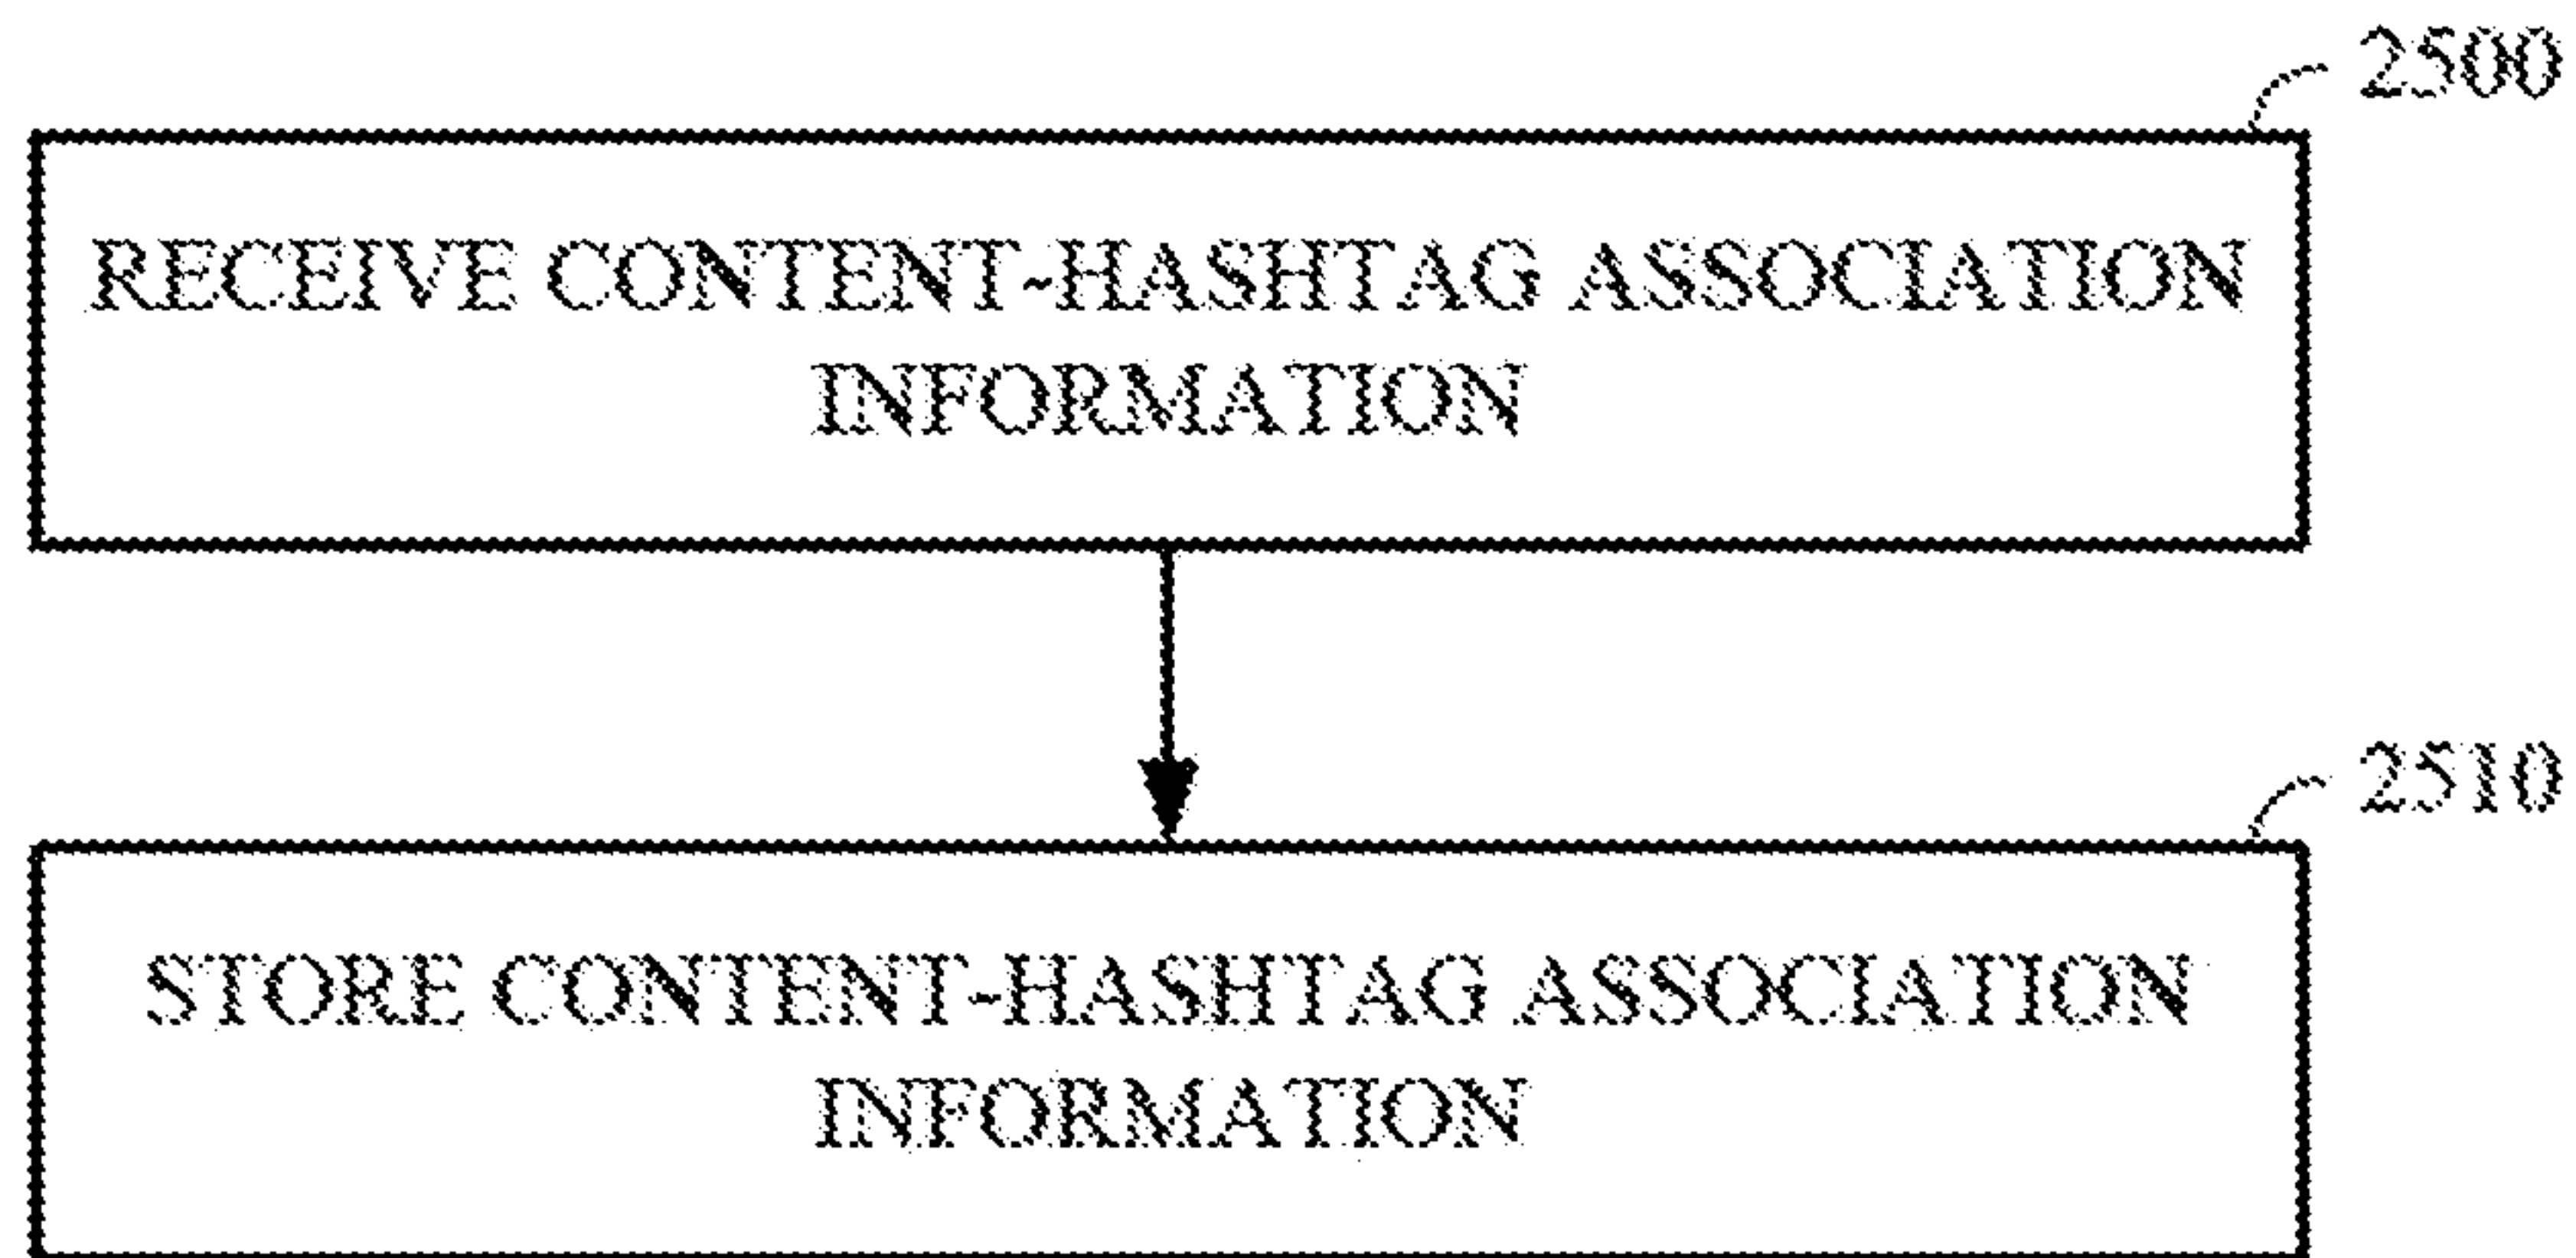 2500
RECEIVE CONTENT-HASHTAG ASSOCIATION
INFORMATION
2510
STORE CONTENT-HASHTAG ASSOCIATION
INFORMATION